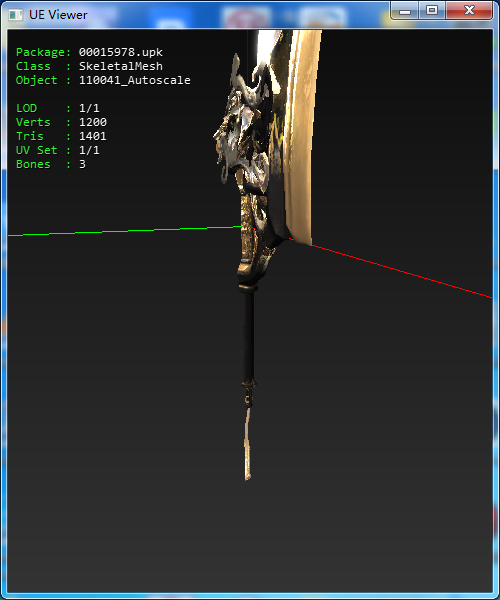 UE Viewer
Package: 00015978.upk
Class : SkeletalMesh
Object : 110041_Autoscale
LOD : 1/1
Verts : 1200
Tris : 1401
UV Set : 1/1
Bones : 3